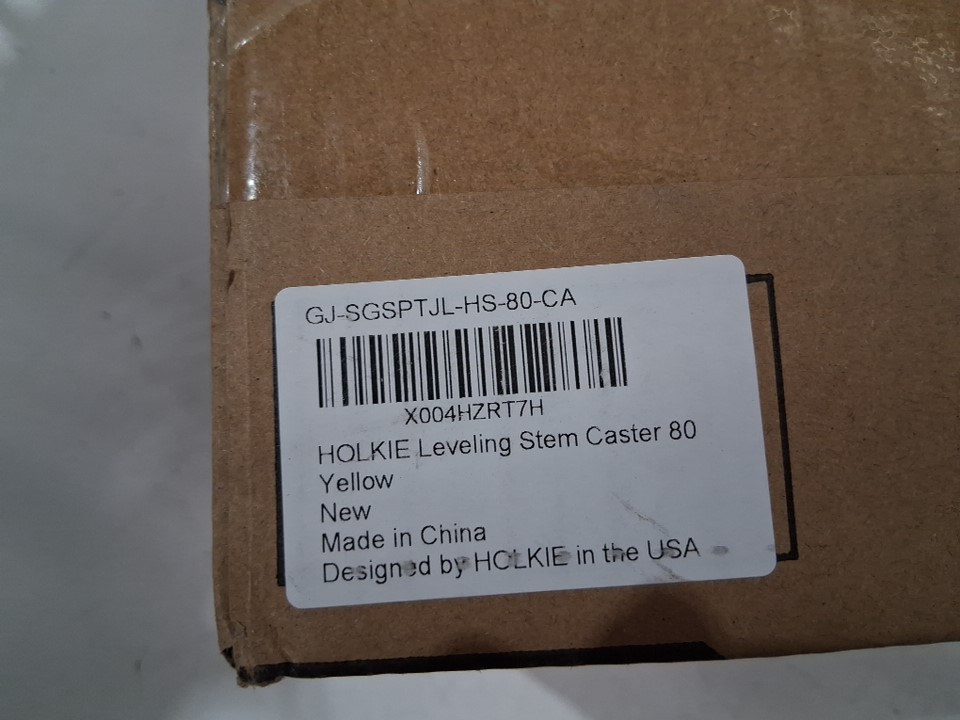 GJ-SGSPTJL-HS-80-CA
X004HZRT7H
HOLKIE Leveling Stem Caster 80
Yellow
New
Made in China
Designed by HOLKIE in the USA